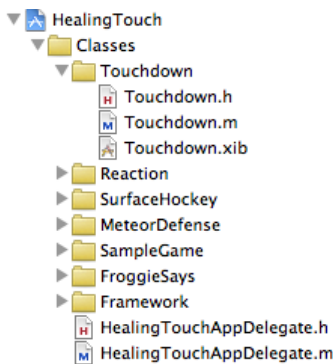 HealingTouch
Classes
Touchdown
Touchdown.h
Touchdown.m
Touchdown.xib
Reaction
SurfaceHockey
MeteorDefense
SampleGame
FroggieSays
Framework
HealingTouchAppDelegate.h
HealingTouchAppDelegate.m